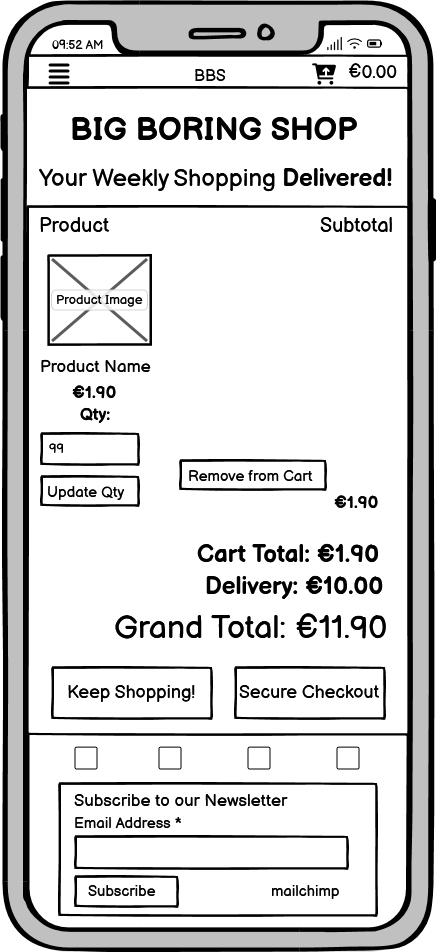 09:52 AM
BBS €0.00
BIG BORING SHOP
Your Weekly Shopping Delivered!
Product Subtotal
Product Image
Product Name
€1.90
Qty:
99
Remove from Cart
Update Qty
€1.90
Cart Total: €1.90
Delivery: €10.00
Grand Total: €11.90
Keep Shopping! Secure Checkout
Subscribe to our Newsletter
Email Address *
Subscribe mailchimp